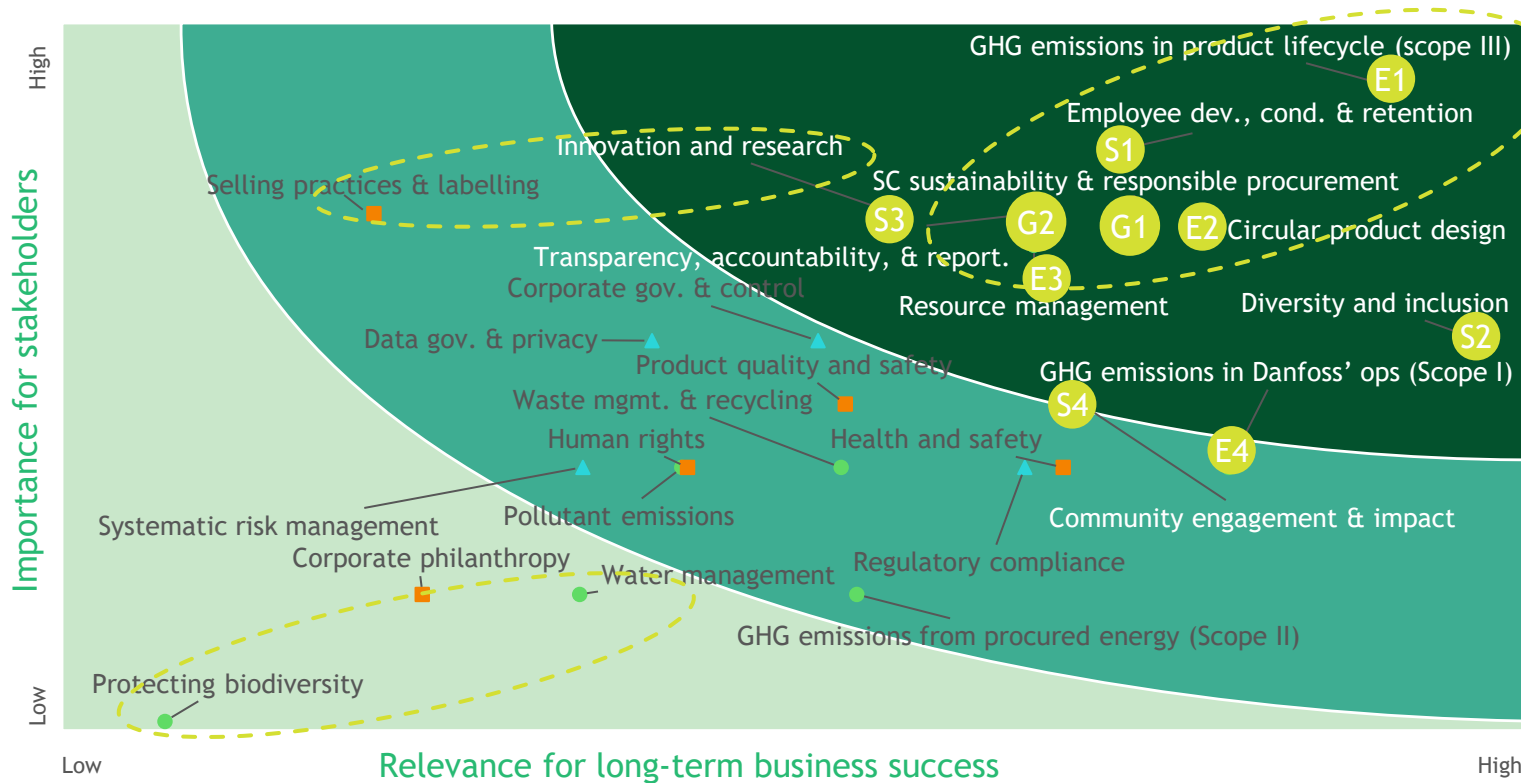 High
GHG emissions in product lifecycle (scope III)
E1
Employee dev., cond. & retention
S1
Innovation and research
SC sustainability & responsible procurement
Selling practices & labelling
S3
G2
G1
E2
Circular product design
Transparency, accountability, & report.
E3
Corporate gov. & control
Resource management
Diversity and inclusion
S2
Data gov. & privacy
Product quality and safety
GHG emissions in Danfoss’ ops (Scope I)
Waste mgmt. & recycling
S4
Human rights
Health and safety
E4
Systematic risk management
Pollutant emissions
Community engagement & impact
Corporate philanthropy
Water management
Regulatory compliance
GHG emissions from procured energy (Scope II)
Protecting biodiversity
Importance for stakeholders
Low
Low
Relevance for long-term business success
High